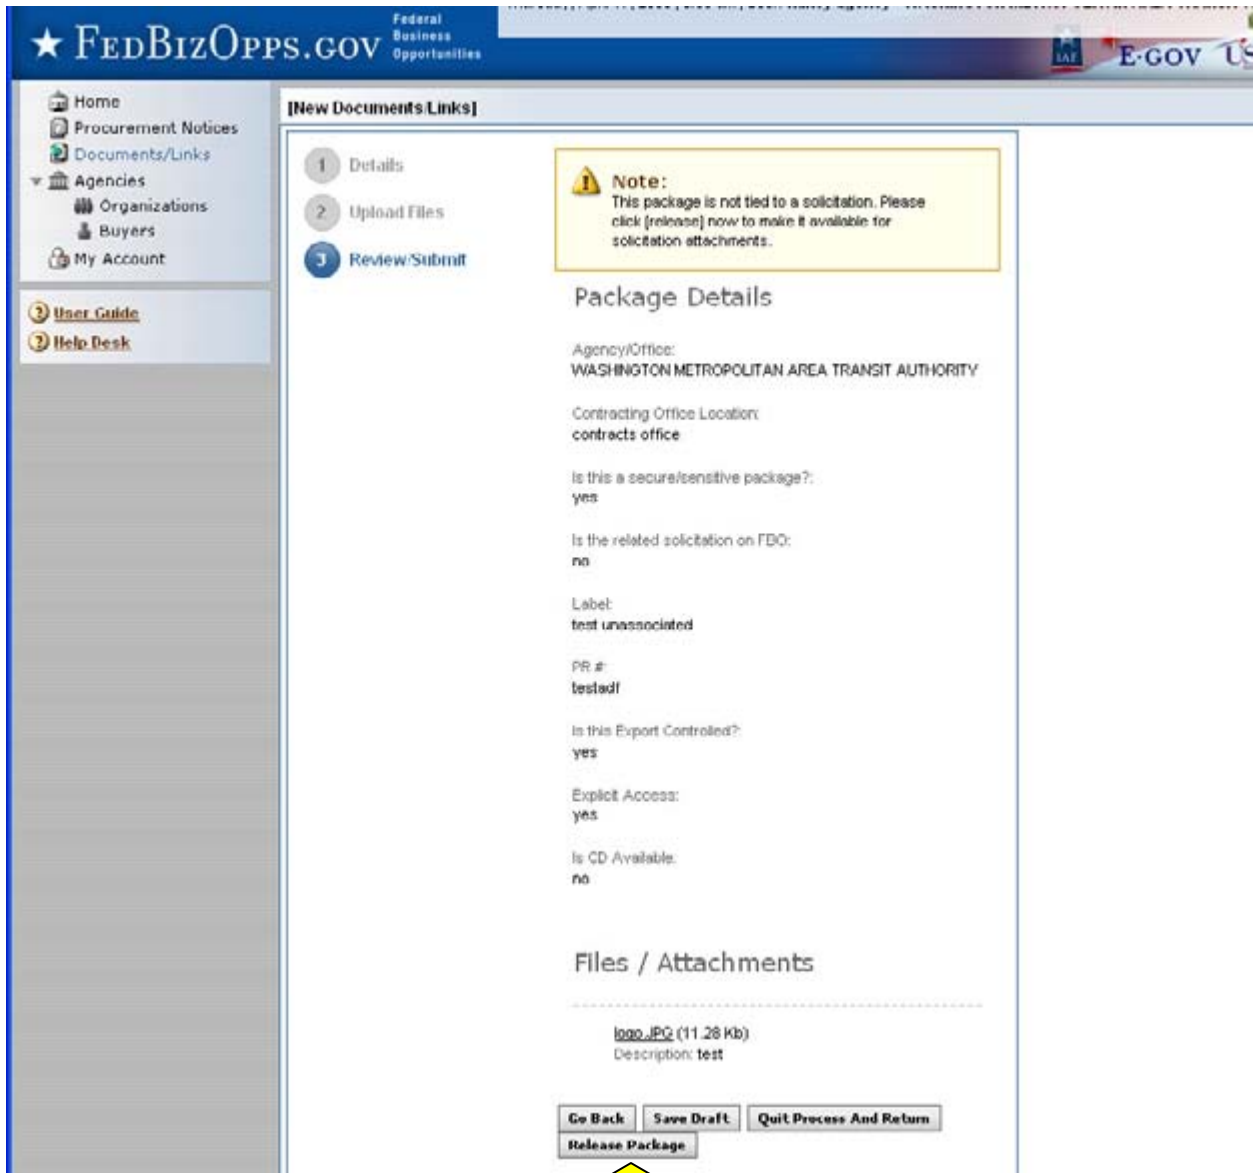 ★ FEDBIZOPPS.GOV
Federal
Business
Opportunities
E-GOV US
IAE
Home
Procurement Notices
Documents/Links
Agencies
Organizations
Buyers
My Account
User Guide
Help Desk
[New Documents/Links]
1 Details
2 Upload Files
3 Review/Submit
Note:
This package is not tied to a solicitation. Please
click [release] now to make it available for
solicitation attachments.
Package Details
Agency/Office:
WASHINGTON METROPOLITAN AREA TRANSIT AUTHORITY
Contracting Office Location:
contracts office
Is this a secure/sensitive package?:
yes
Is the related solicitation on FBO:
no
Label:
test unassociated
PR #:
testadf
Is this Export Controlled?:
yes
Explicit Access:
yes
Is CD Available:
no
Files / Attachments
logo.JPG (11.28 Kb)
Description: test
Go Back
Save Draft
Quit Process And Return
Release Package